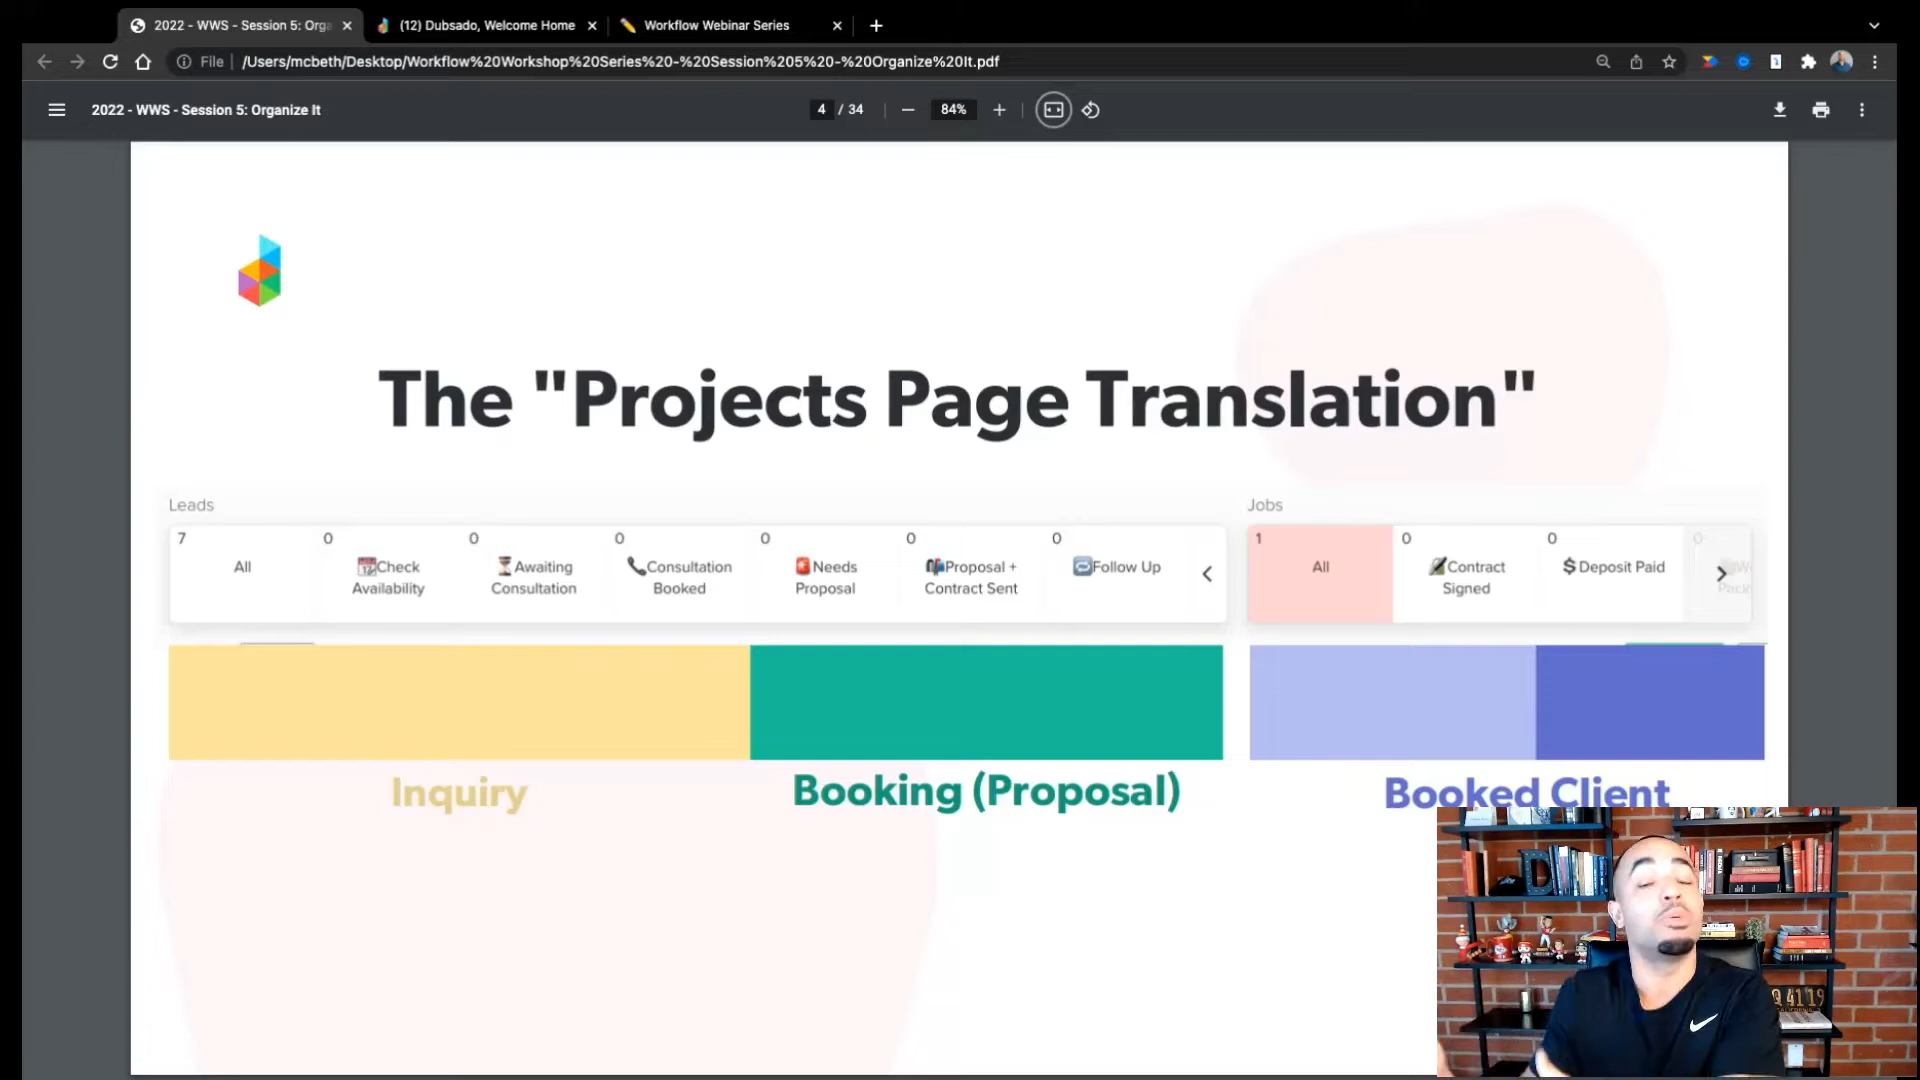 2022 - WWS - Session 5: Orga
(12) Dubsado, Welcome Home
Workflow Webinar Series
File
/Users/mcbeth/Desktop/Workflow%20Workshop%20Series%20-%20Session%205%20-%20Organize%20It.pdf
2022 - WWS - Session 5: Organize It
4 / 34
84%
The "Projects Page Translation"
Leads
7
All
0
Check
Availability
0
Awaiting
Consultation
0
Consultation
Booked
0
Needs
Proposal
0
Proposal +
Contract Sent
0
Follow Up
Jobs
1
All
0
Contract
Signed
0
Deposit Paid
0
Inquiry
Booking (Proposal)
Booked Client
D
Q 41 19